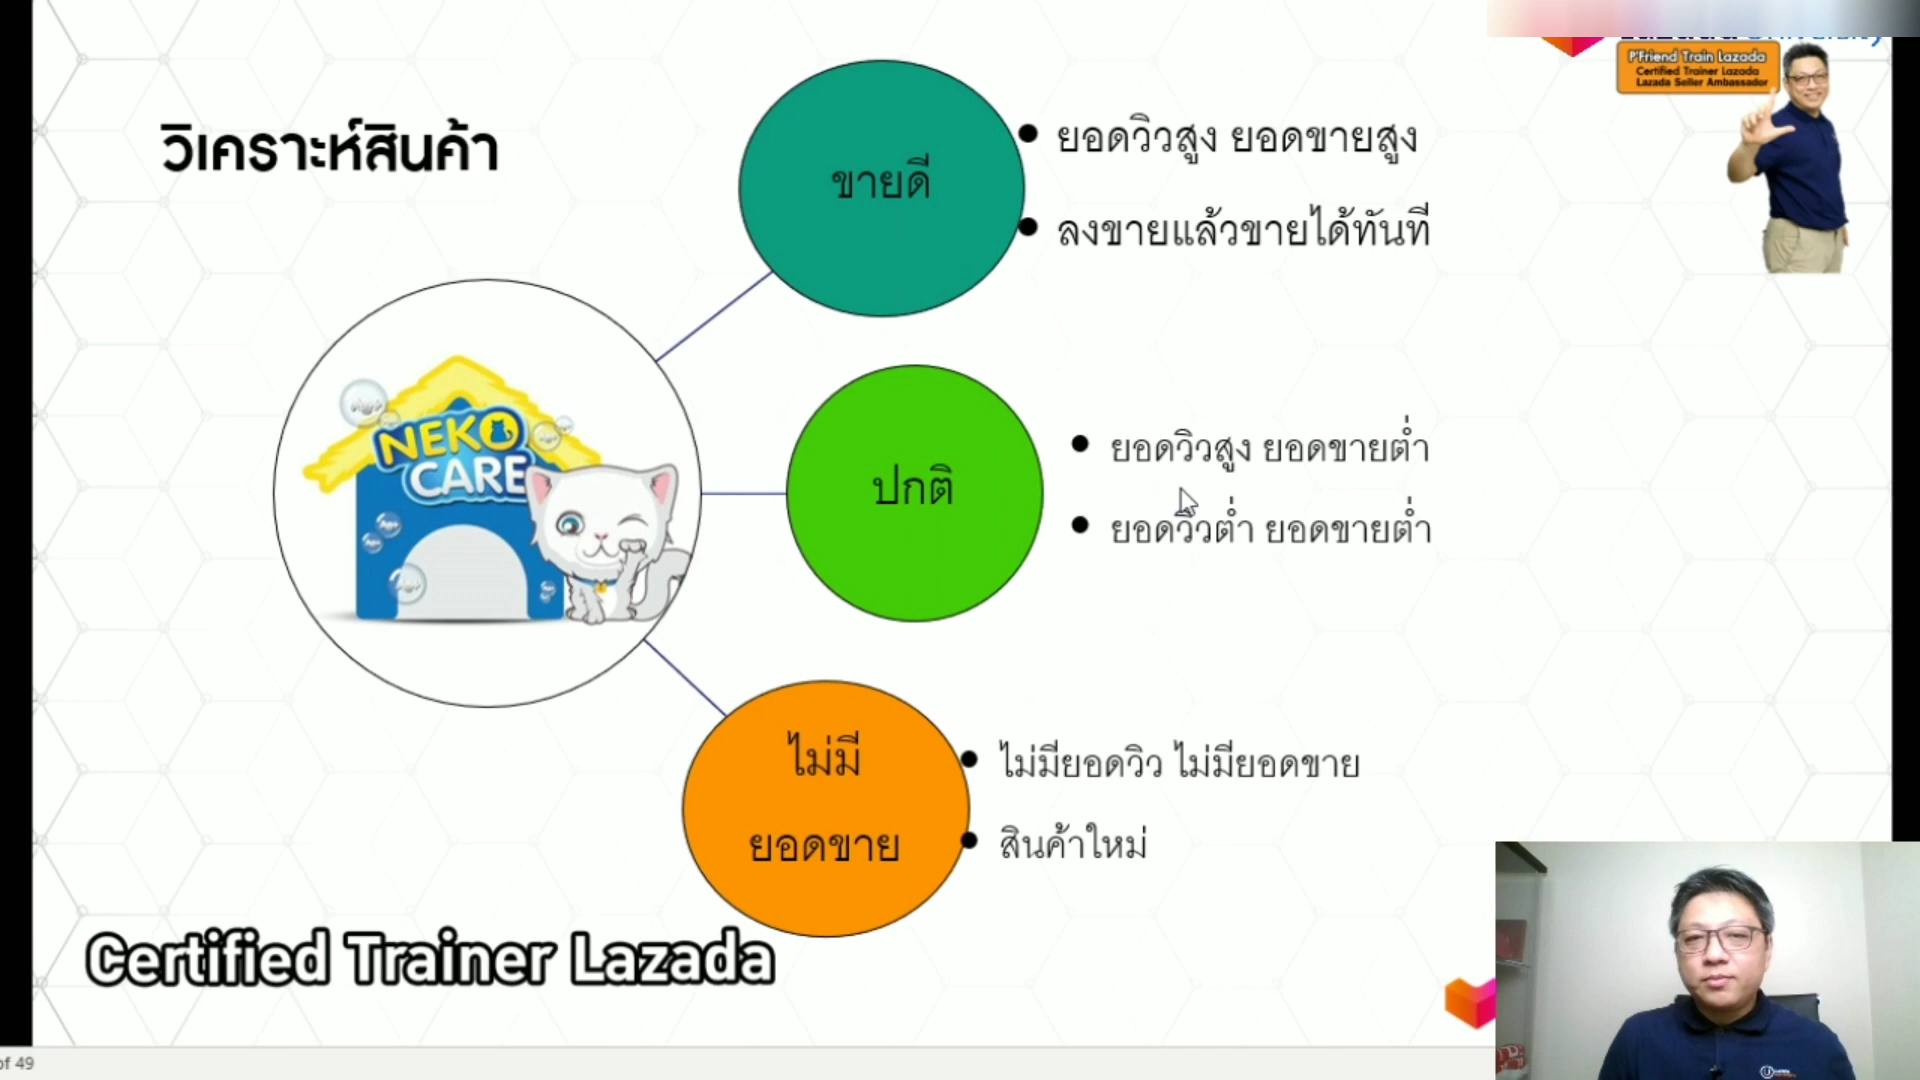 P'Friend Train Lazada
Certified Trainer Lazada
Lazada Seller Ambassador
วิเคราะห์สินค้า
ขายดี
ยอดวิวสูง ยอดขายสูง
ลงขายแล้วขายได้ทันที
NEKO
CARE
ปกติ
ยอดวิวสูง ยอดขายต่ำ
ยอดวิวต่ำ ยอดขายต่ำ
ไม่มี
ยอดขาย
ไม่มียอดวิว ไม่มียอดขาย
สินค้าใหม่
Certified Trainer Lazada
of 49